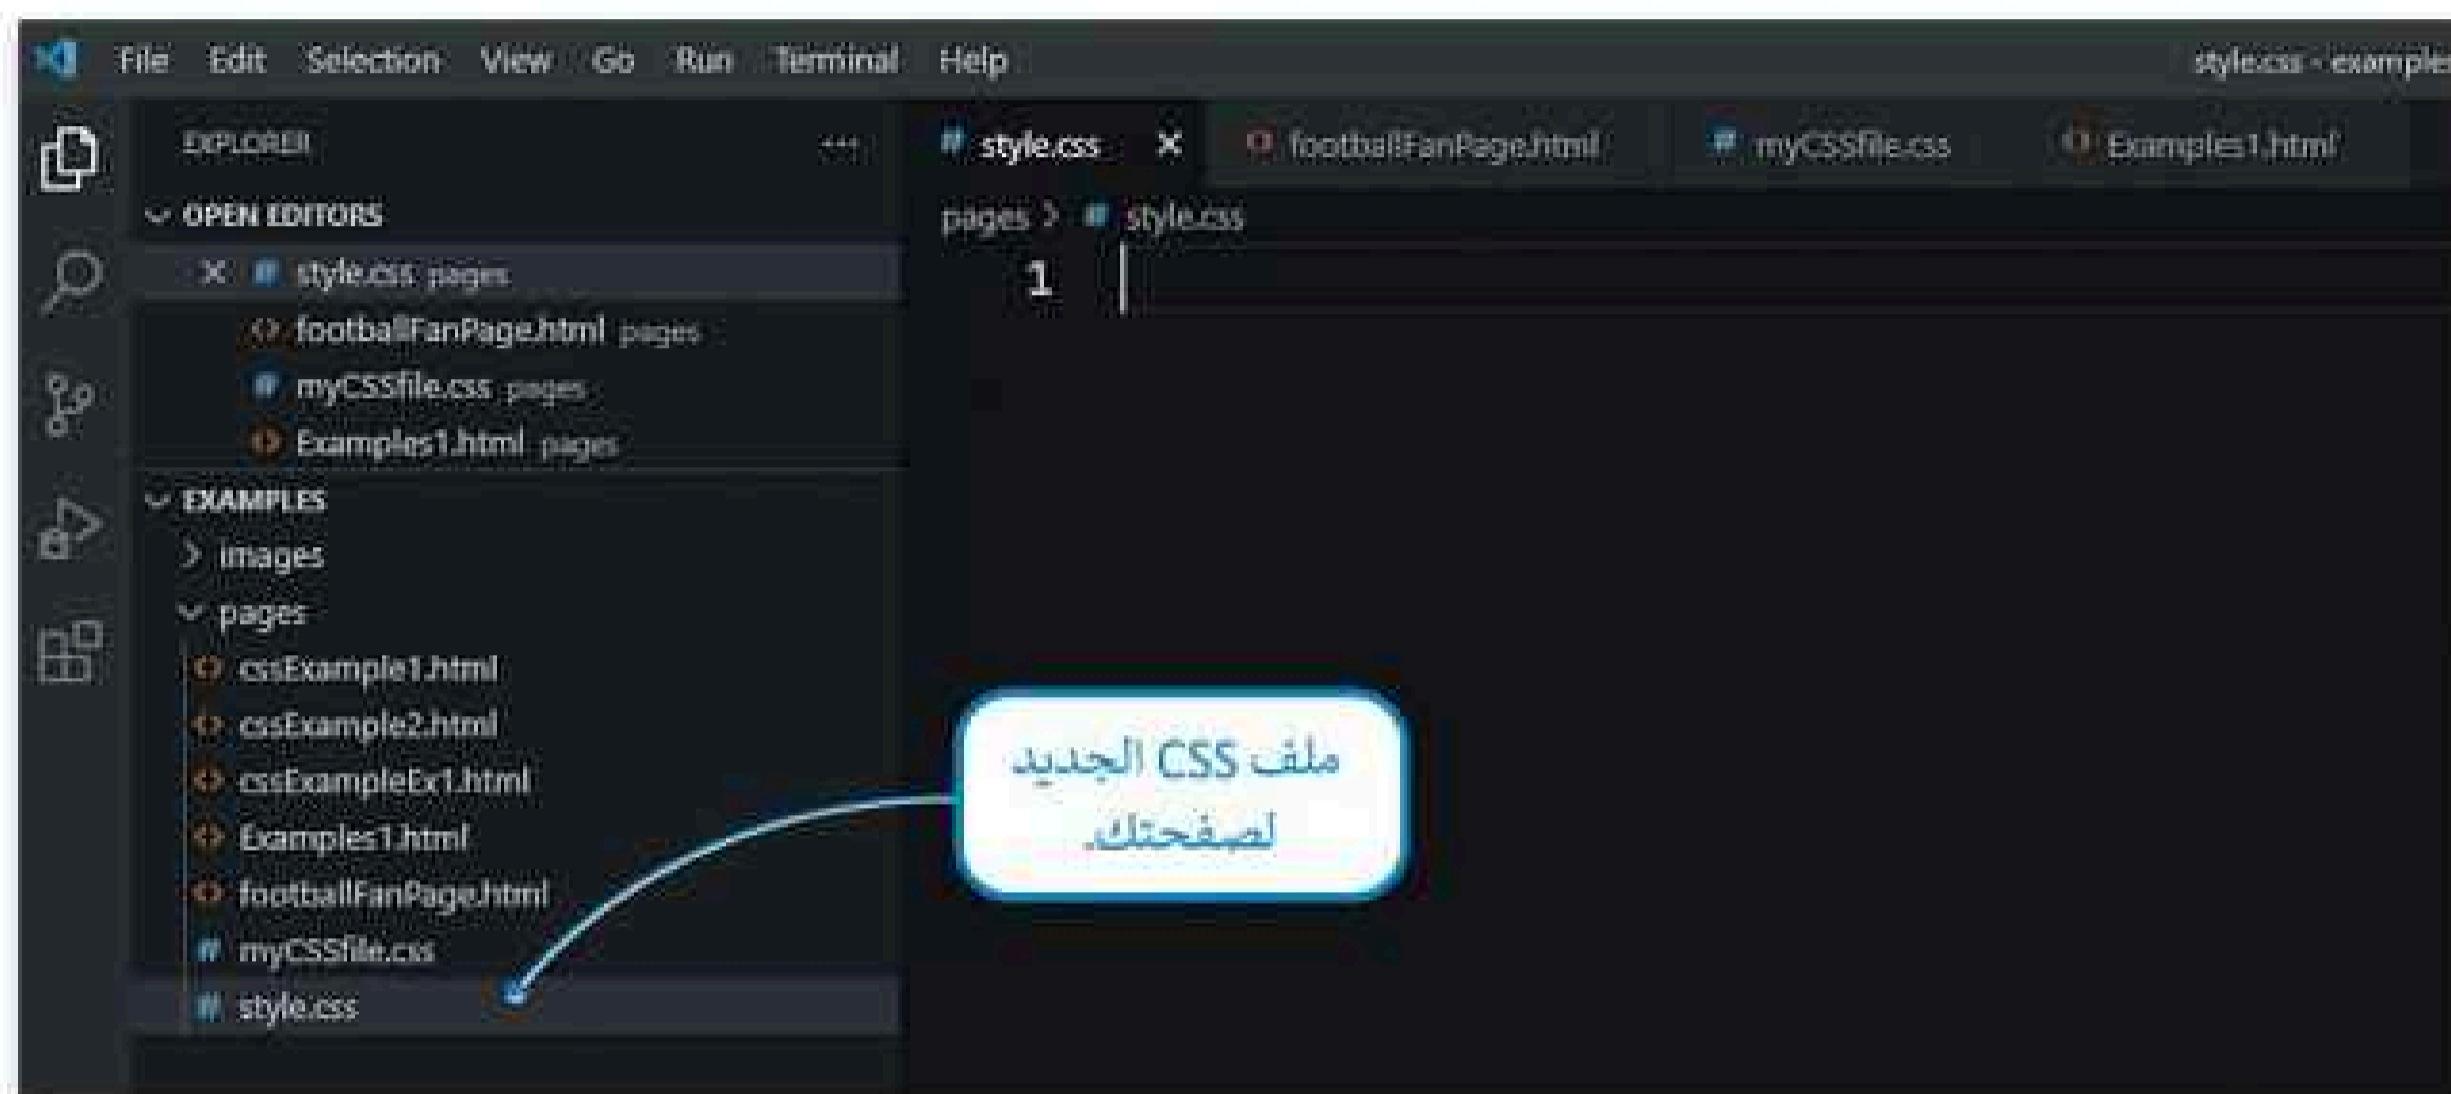 File Edit Selection View Go Run Terminal Help
style.css - examples
EXPLORER ...
style.css footballFanPage.html myCSSfile.css Examples1.html
OPEN EDITORS
pages > style.css
style.css pages
1
footballFanPage.html pages
myCSSfile.css pages
Examples1.html pages
EXAMPLES
images
pages
cssExample1.html
cssExample2.html
cssExampleEx1.html
Examples1.html
footballFanPage.html
myCSSfile.css
style.css
ملف CSS الجديد
لصفحتك.